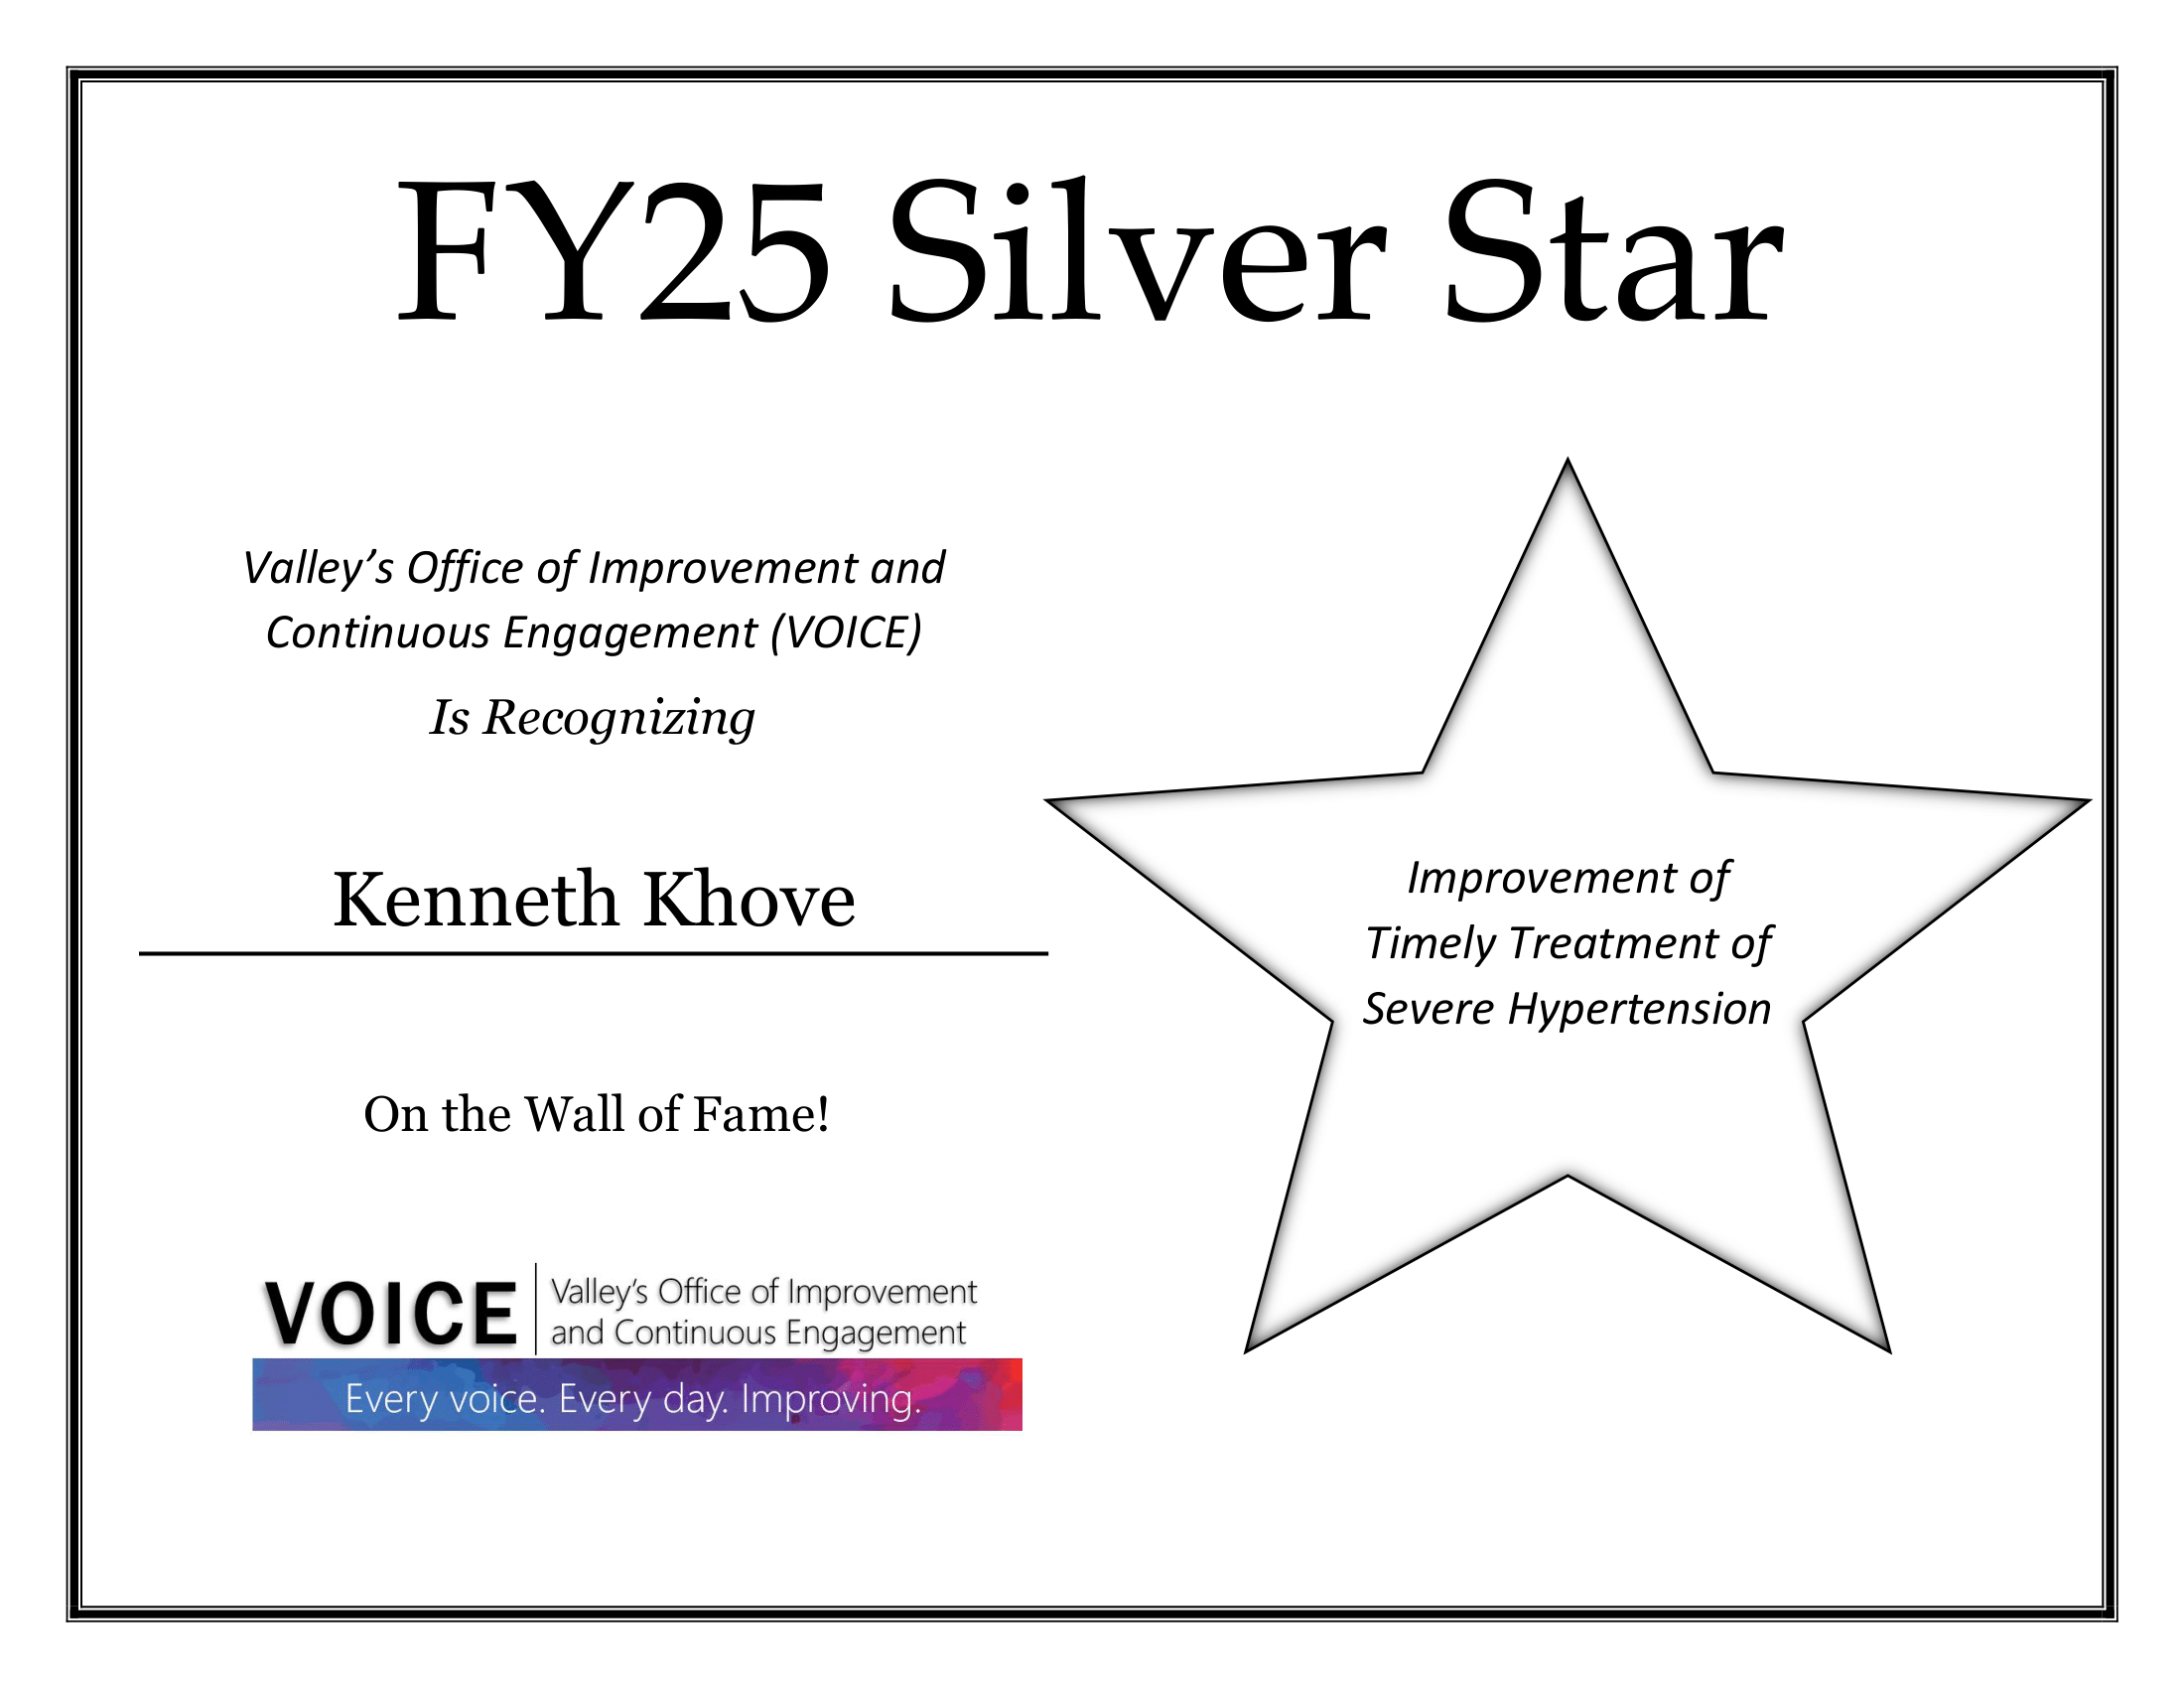 FY25 Silver Star
Valley’s Office of Improvement and
Continuous Engagement (VOICE)
Is Recognizing
Kenneth Khove
On the Wall of Fame!
Improvement of
Timely Treatment of
Severe Hypertension
VOICE
Valley’s Office of Improvement
and Continuous Engagement
Every voice. Every day. Improving.